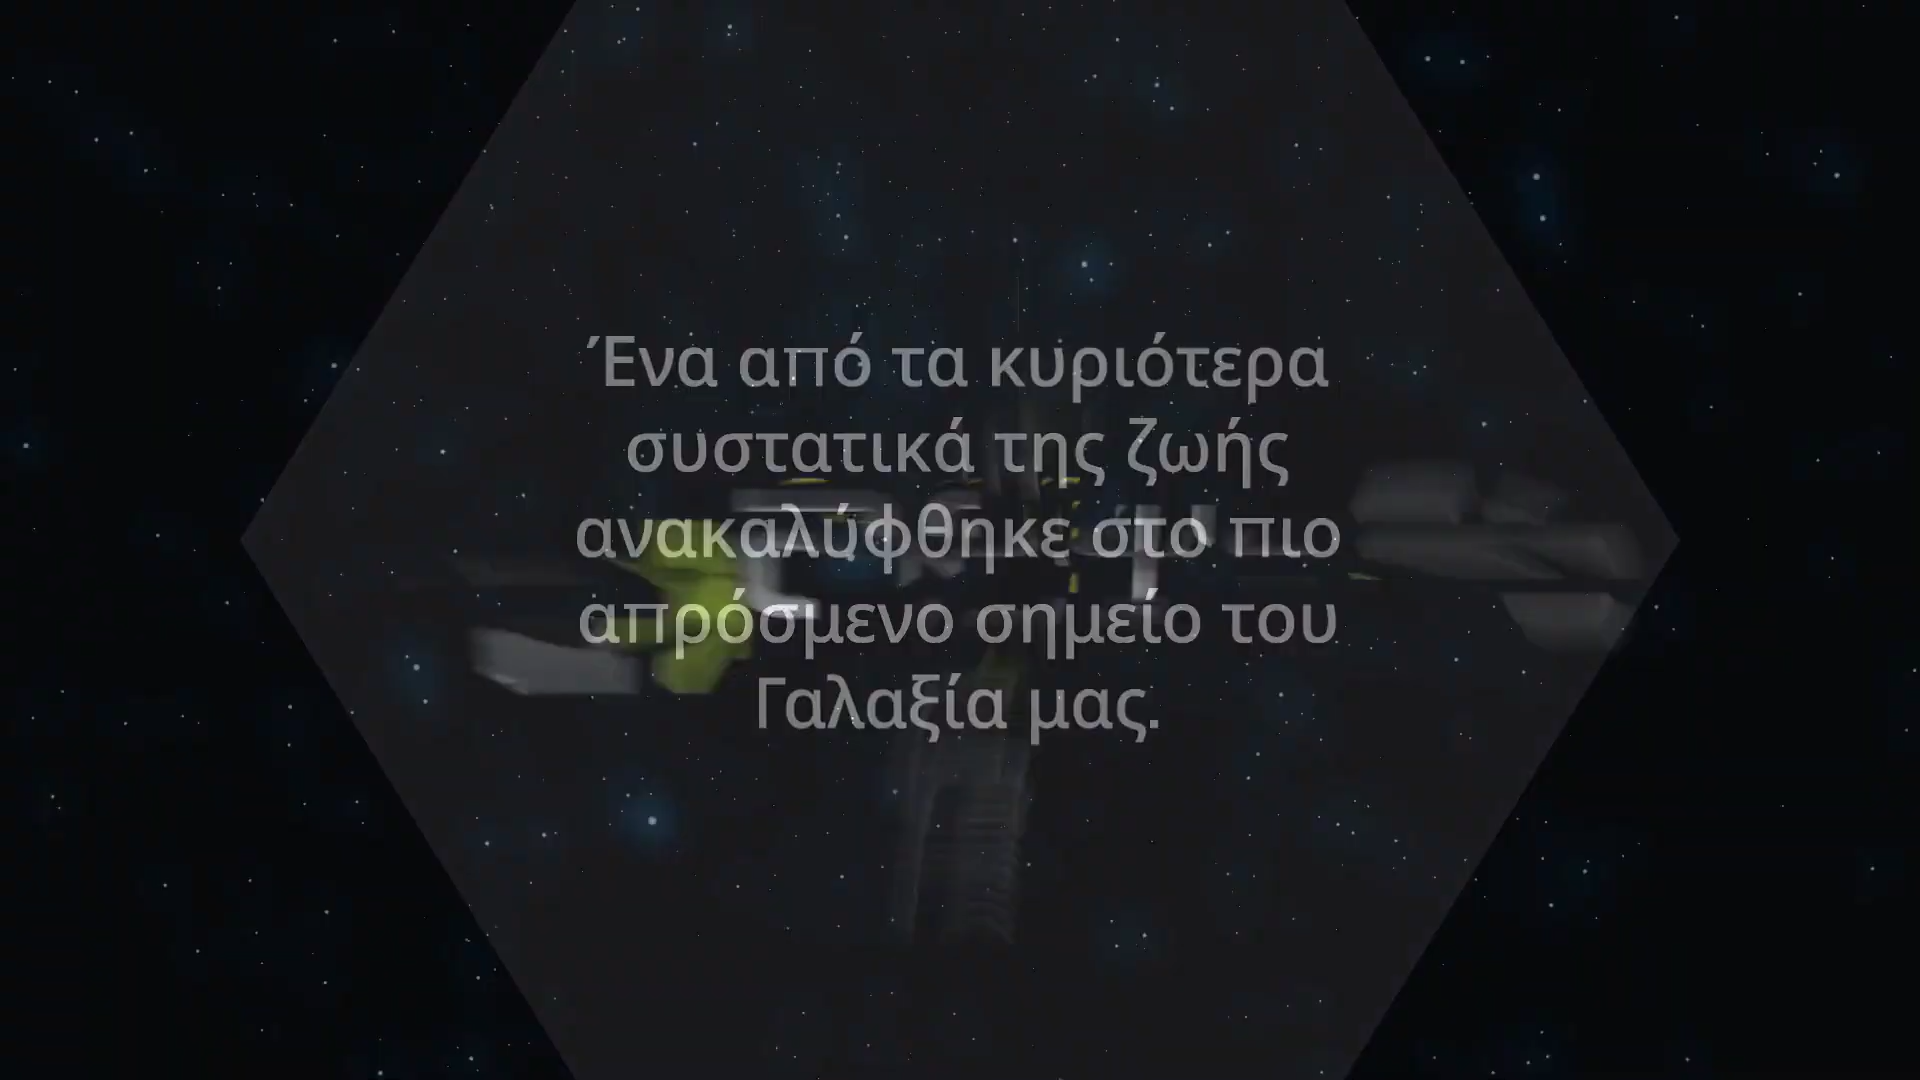 Ένα από τα κυριότερα
συστατικά της ζωής
ανακαλύφθηκε στο πιο
απρόσμενο σημείο του
Γαλαξία μας.